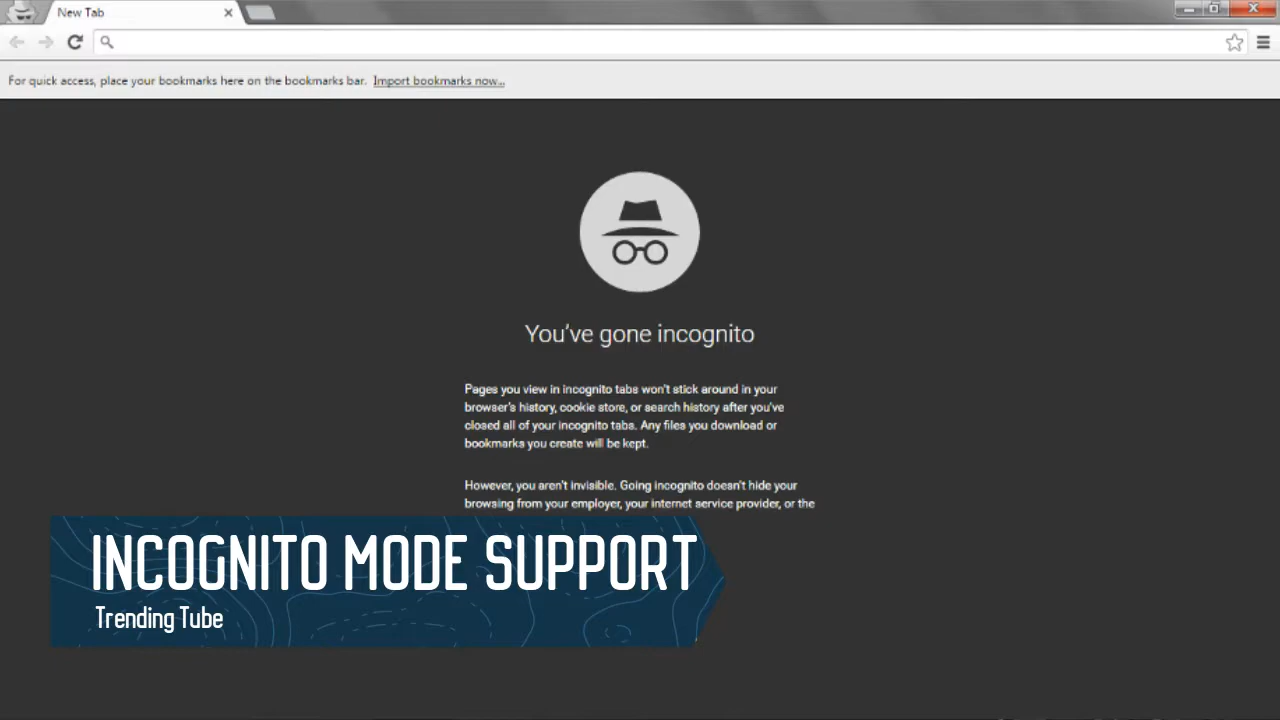 New Tab
For quick access, place your bookmarks here on the bookmarks bar. Import bookmarks now...
You've gone incognito
Pages you view in incognito tabs won't stick around in your
browser's history, cookie store, or search history after you've
closed all of your incognito tabs. Any files you download or
bookmarks you create will be kept.
However, you aren't invisible. Going incognito doesn't hide your
browsing from your employer, your internet service provider, or the
INCOGNITO MODE SUPPORT
Trending Tube